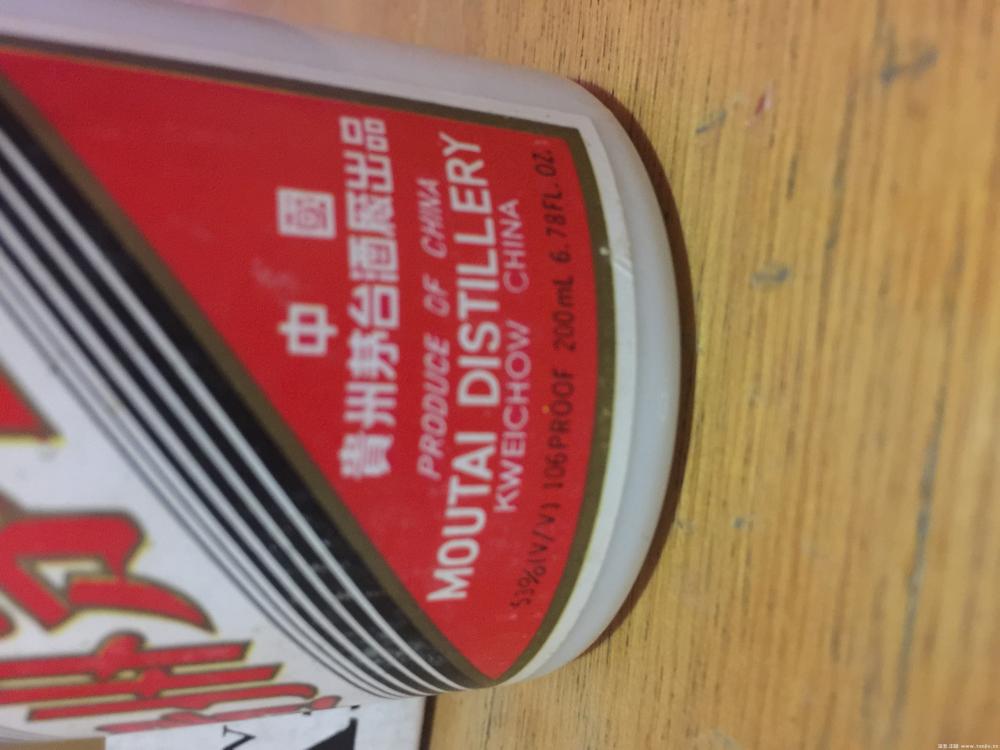 中 國
貴州茅台酒厰出品
PRODUCE OF CHINA
MOUTAI DISTILLERY
KWEICHOW CHINA
53%(V/V) 106PROOF 200mL 6.78FL.OZ.